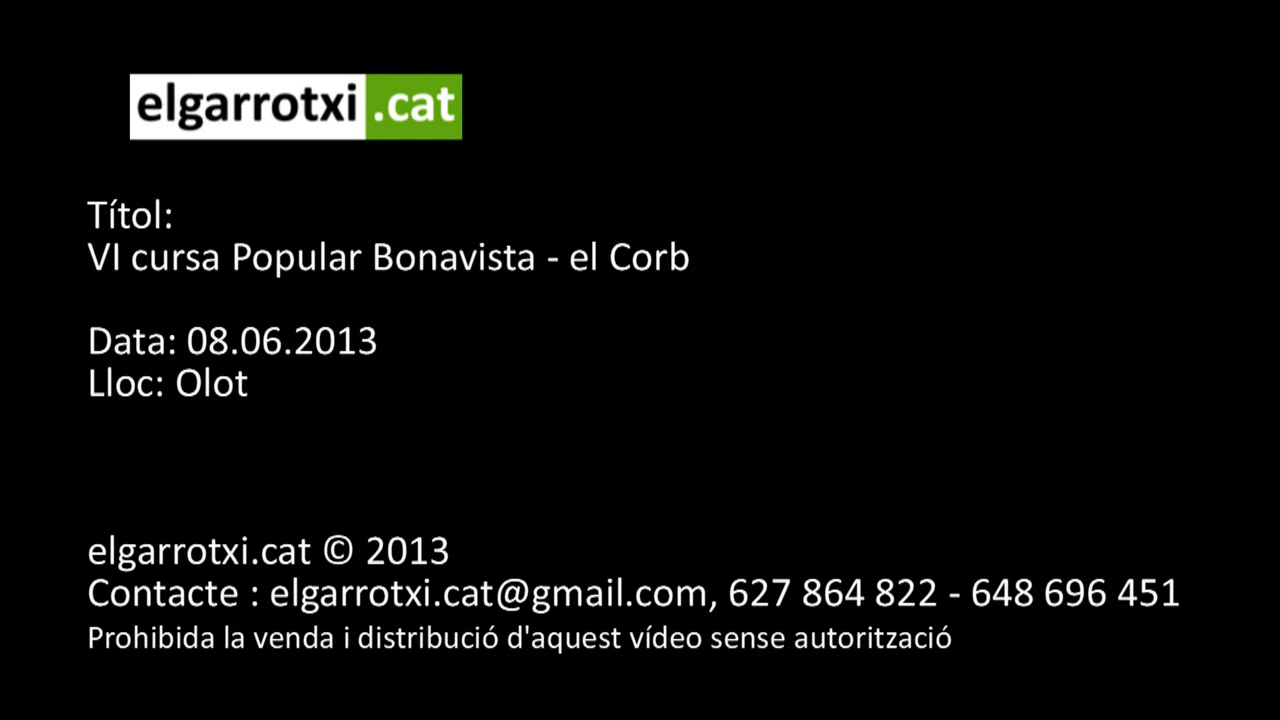 elgarrotxi .cat
Títol:
VI cursa Popular Bonavista - el Corb
Data: 08.06.2013
Lloc: Olot
elgarrotxi.cat © 2013
Contacte : elgarrotxi.cat@gmail.com, 627 864 822 - 648 696 451
Prohibida la venda i distribució d'aquest vídeo sense autorització